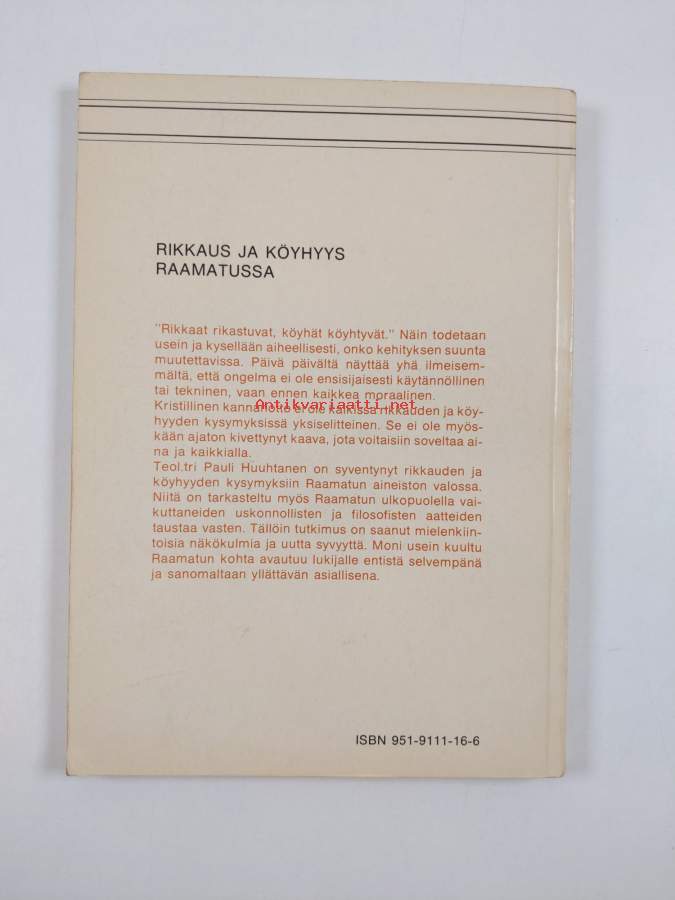 RIKKAUS JA KÖYHYYS
RAAMATUSSA
"Rikkaat rikastuvat, köyhät köyhtyvät." Näin todetaan
usein ja kysellään aiheellisesti, onko kehityksen suunta
muutettavissa. Päivä päivältä näyttää yhä ilmeisem-
mältä, että ongelma ei ole ensisijaisesti käytännöllinen
tai tekninen, vaan ennen kaikkea moraalinen.
Antikvariaatti.net
Kristillinen kannanotto ei ole kaikissa rikkauden ja köy-
hyyden kysymyksissä yksiselitteinen. Se ei ole myös-
kään ajaton kivettynyt kaava, jota voitaisiin soveltaa ai-
na ja kaikkialla.
Teol.tri Pauli Huuhtanen on syventynyt rikkauden ja
köyhyyden kysymyksiin Raamatun aineiston valossa.
Niitä on tarkasteltu myös Raamatun ulkopuolella vai-
kuttaneiden uskonnollisten ja filosofisten aatteiden
taustaa vasten. Tällöin tutkimus on saanut mielenkiin-
toisia näkökulmia ja uutta syvyyttä. Moni usein kuultu
Raamatun kohta avautuu lukijalle entistä selvempänä
ja sanomaltaan yllättävän asiallisena.
ISBN 951-9111-16-6